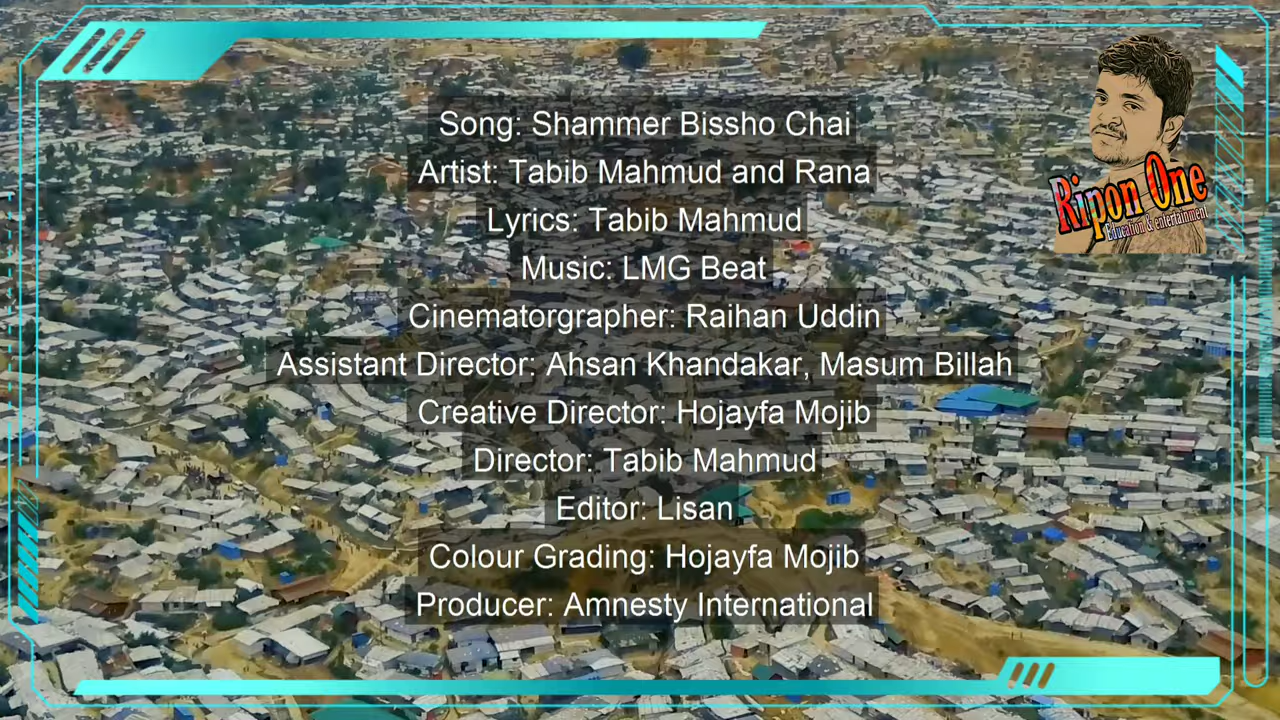 Song: Shammer Bissho Chai
Artist: Tabib Mahmud and Rana
Lyrics: Tabib Mahmud
Music: LMG Beat
Cinematorgrapher: Raihan Uddin
Assistant Director: Ahsan Khandakar, Masum Billah
Creative Director: Hojayfa Mojib
Director: Tabib Mahmud
Editor: Lisan
Colour Grading: Hojayfa Mojib
Producer: Amnesty International
Ripon One
Education & entertainment